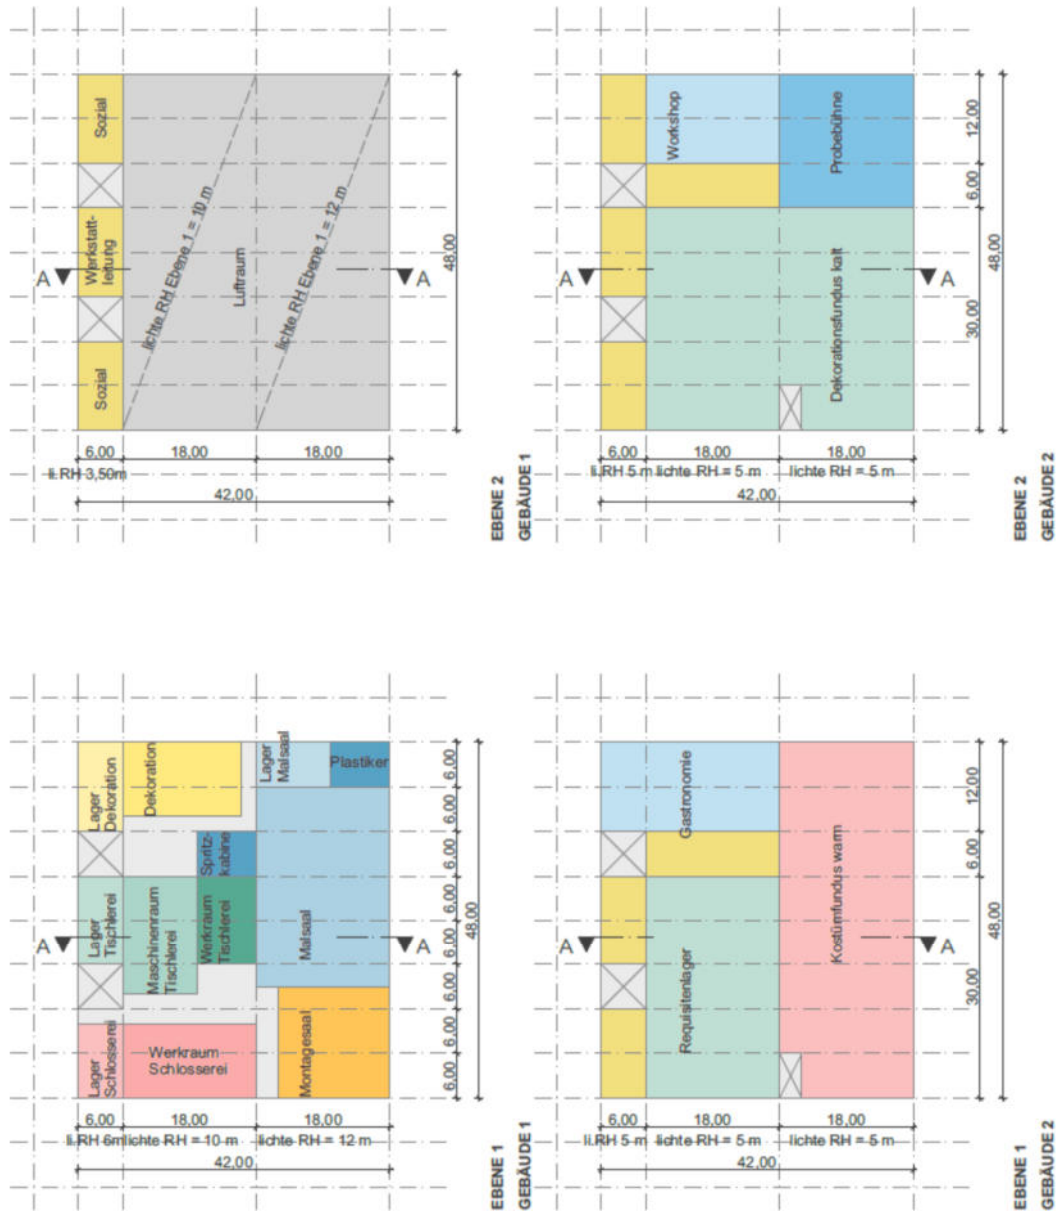 Sozial
Werkstatt-
leitung
Sozial
lichte RH Ebene 1 = 10 m
Luftraum
lichte RH Ebene 1 = 12 m
A
A
48,00
6,00
18,00
18,00
li.RH 3,50m
42,00
EBENE 2
GEBÄUDE 1
Workshop
Probebühne
Dekorationsfundus kalt
A
A
12,00
6,00
30,00
48,00
6,00
18,00
18,00
li.RH 5 m
lichte RH = 5 m
lichte RH = 5 m
42,00
EBENE 2
GEBÄUDE 2
Lager
Dekoration
Dekoration
Lager
Malsaal
Plastiker
Spritz-
kabine
Lager
Tischlerei
Maschinenraum
Tischlerei
Werkraum
Tischlerei
Malsaal
Lager
Schlosserei
Werkraum
Schlosserei
Montagesaal
A
A
6,00
6,00
6,00
6,00
6,00
6,00
6,00
6,00
48,00
6,00
18,00
18,00
li.RH 6m
lichte RH = 10 m
lichte RH = 12 m
42,00
EBENE 1
GEBÄUDE 1
Gastronomie
Kostümfundus warm
Requisitenlager
A
A
12,00
6,00
30,00
48,00
6,00
18,00
18,00
li.RH 5 m
lichte RH = 5 m
lichte RH = 5 m
42,00
EBENE 1
GEBÄUDE 2